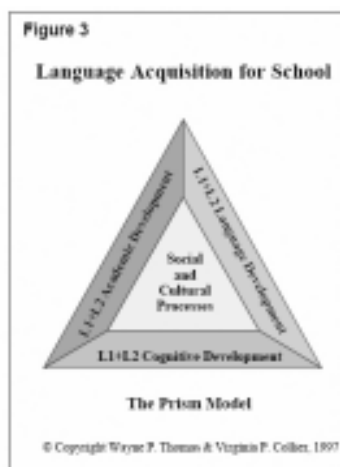 Figure 3
Language Acquisition for School
L1+L2 Academic Development
L1+L2 Language Development
Social
and
Cultural
Processes
L1+L2 Cognitive Development
The Prism Model
© Copyright Wayne P. Thomas & Virginia P. Collier, 1997